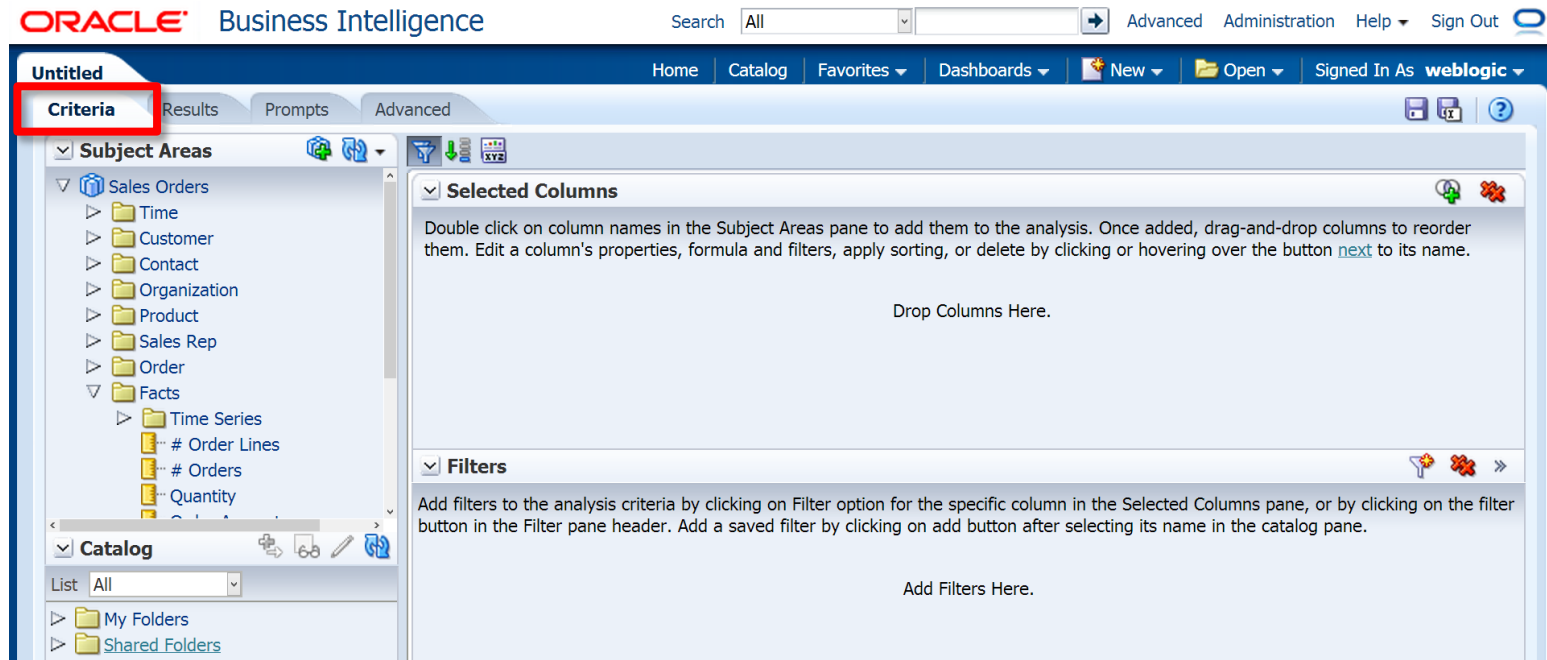 ORACLE Business Intelligence Search All Advanced Administration Help Sign Out
Untitled Home Catalog Favorites Dashboards New Open Signed In As weblogic
Criteria Results Prompts Advanced
Subject Areas
XYZ
Sales Orders
Time
Customer
Contact
Organization
Product
Sales Rep
Order
Facts
Time Series
# Order Lines
# Orders
Quantity
Catalog
List All
My Folders
Shared Folders
Selected Columns
Double click on column names in the Subject Areas pane to add them to the analysis. Once added, drag-and-drop columns to reorder
them. Edit a column's properties, formula and filters, apply sorting, or delete by clicking or hovering over the button next to its name.
Drop Columns Here.
Filters
Add filters to the analysis criteria by clicking on Filter option for the specific column in the Selected Columns pane, or by clicking on the filter
button in the Filter pane header. Add a saved filter by clicking on add button after selecting its name in the catalog pane.
Add Filters Here.